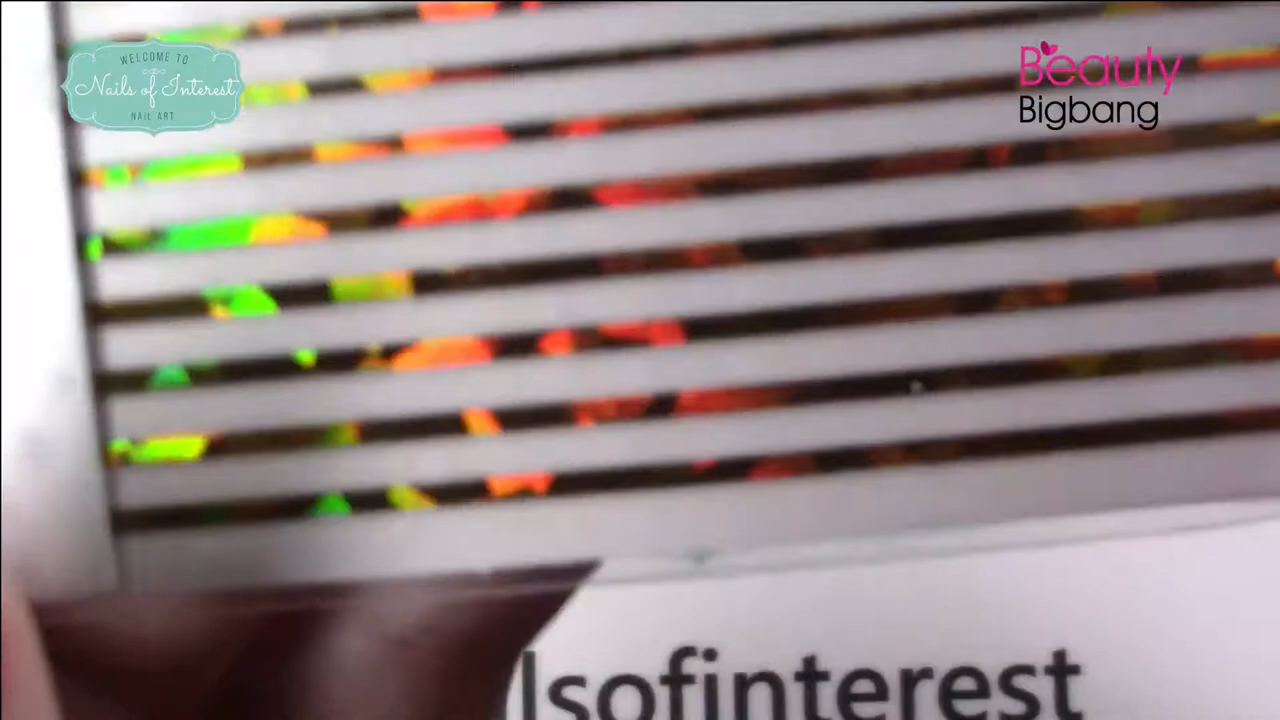 WELCOME TO
Nails of Interest
NAIL ART
Beauty
Bigbang
lsofinterest